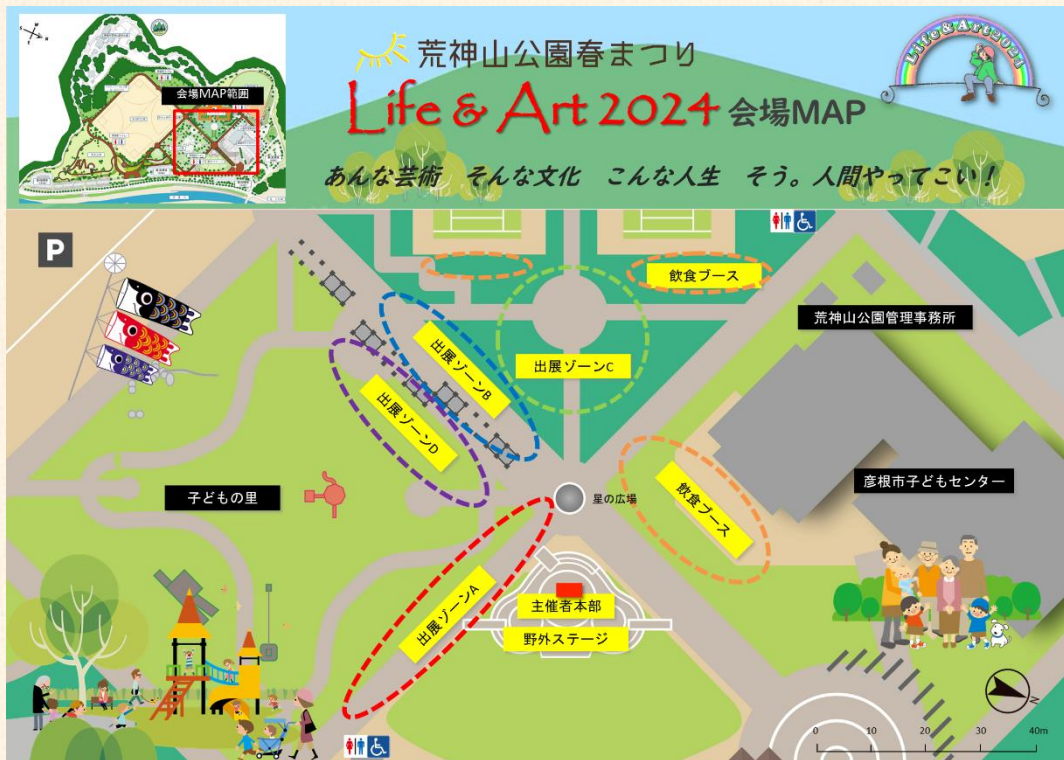 会場MAP範囲
荒神山公園春まつり
Life & Art 2024 会場MAP
あんな芸術 そんな文化 こんな人生 そう。人間やってこい！
Life&Art2024
P
飲食ブース
荒神山公園管理事務所
出展ゾーンB
出展ゾーンC
出展ゾーンD
彦根市子どもセンター
子どもの里
星の広場
飲食ブース
出展ゾーンA
主催者本部
野外ステージ
N
0 10 20 30 40m